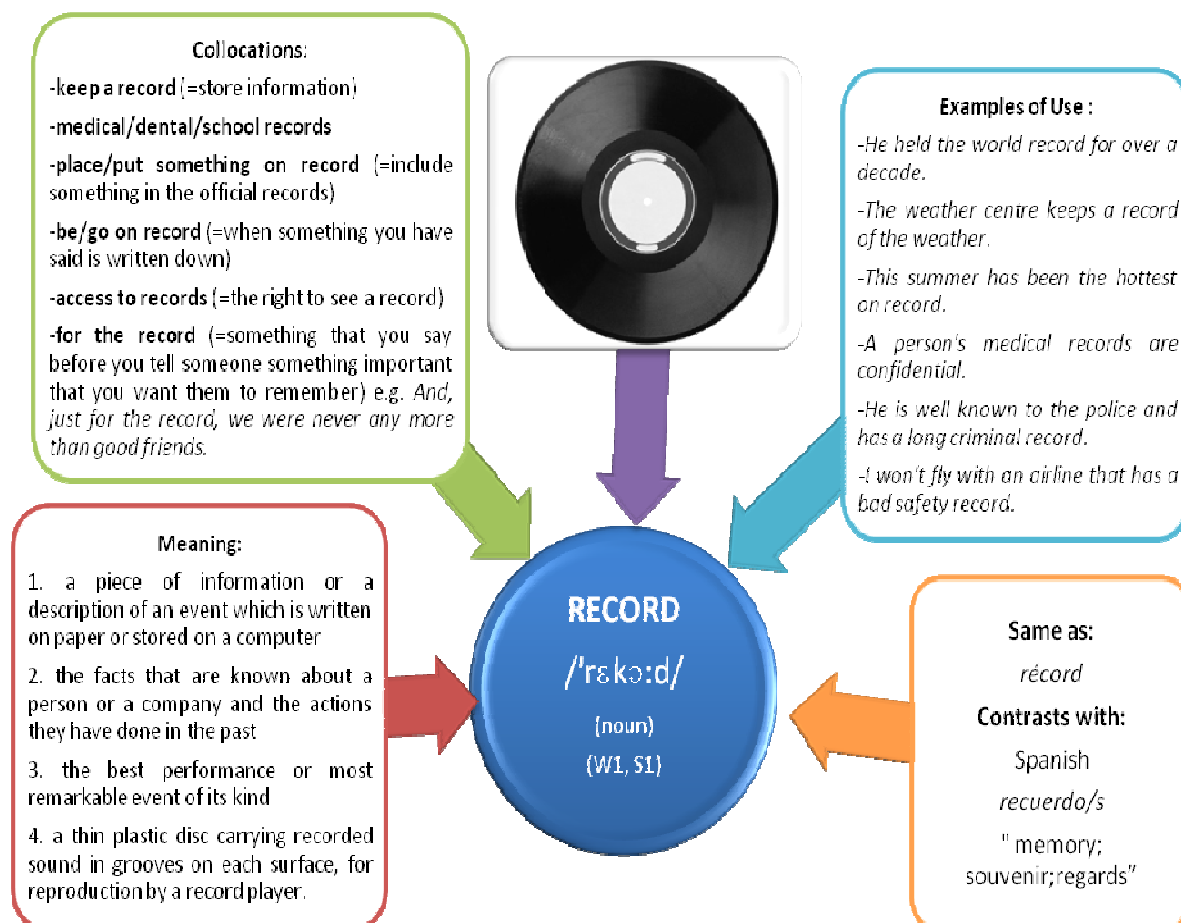 Collocations:
-keep a record (=store information)
-medical/dental/school records
-place/put something on record (=include
something in the official records)
-be/go on record (=when something you have
said is written down)
-access to records (=the right to see a record)
-for the record (=something that you say
before you tell someone something important
that you want them to remember) e.g. And,
just for the record, we were never any more
than good friends.
Examples of Use :
-He held the world record for over a
decade.
-The weather centre keeps a record
of the weather.
-This summer has been the hottest
on record.
-A person's medical records are
confidential.
-He is well known to the police and
has a long criminal record.
-I won't fly with an airline that has a
bad safety record.
Meaning:
1. a piece of information or a
description of an event which is written
on paper or stored on a computer
2. the facts that are known about a
person or a company and the actions
they have done in the past
3. the best performance or most
remarkable event of its kind
4. a thin plastic disc carrying recorded
sound in grooves on each surface, for
reproduction by a record player.
RECORD
/'rɛkɔ:d/
(noun)
(W1, S1)
Same as:
récord
Contrasts with:
Spanish
recuerdo/s
" memory;
souvenir;regards"